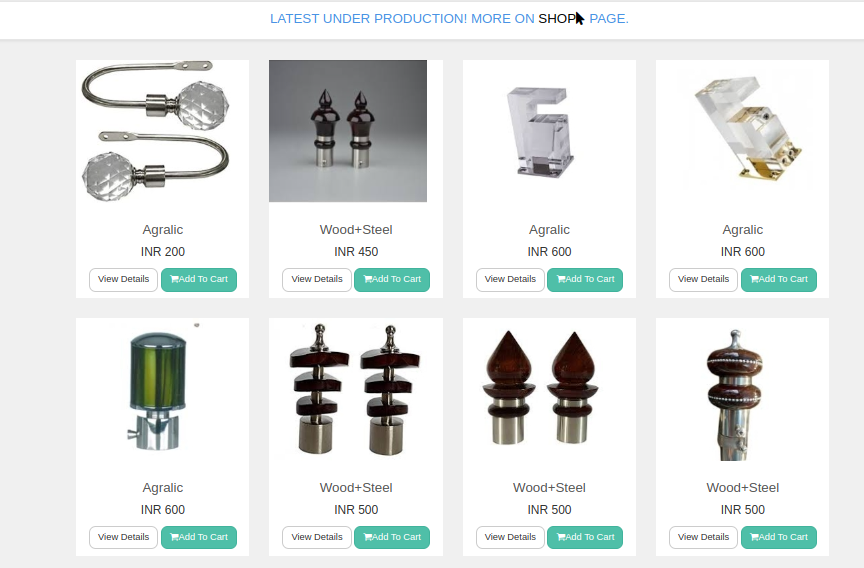 LATEST UNDER PRODUCTION! MORE ON SHOP PAGE.
Agralic
Wood+Steel
Agralic
Agralic
INR 200
INR 450
INR 600
INR 600
View Details
Add To Cart
View Details
Add To Cart
View Details
Add To Cart
View Details
Add To Cart
Agralic
Wood+Steel
Wood+Steel
Wood+Steel
INR 600
INR 500
INR 500
INR 500
View Details
Add To Cart
View Details
Add To Cart
View Details
Add To Cart
View Details
Add To Cart